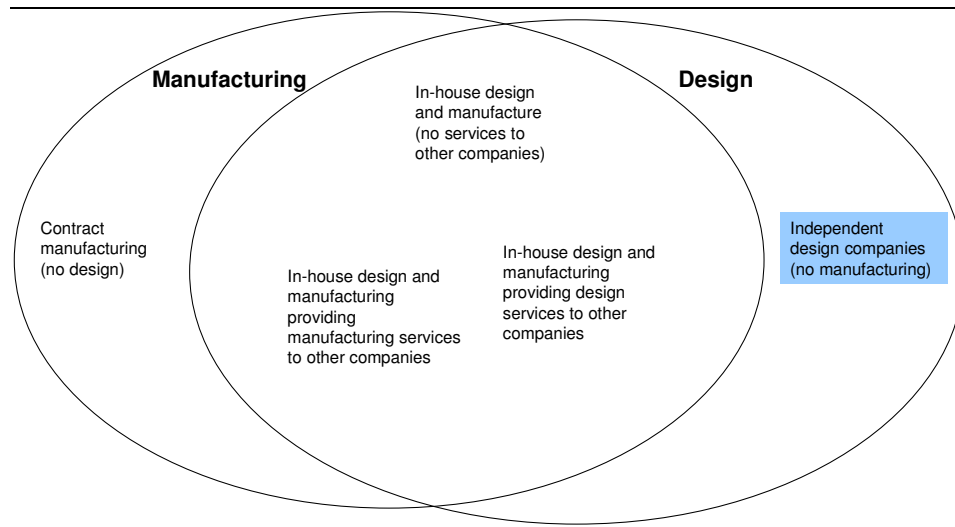 Manufacturing
Design
In-house design
and manufacture
(no services to
other companies)
Contract
manufacturing
(no design)
In-house design and
manufacturing
providing
manufacturing services
to other companies
In-house design and
manufacturing
providing design
services to other
companies
Independent
design companies
(no manufacturing)